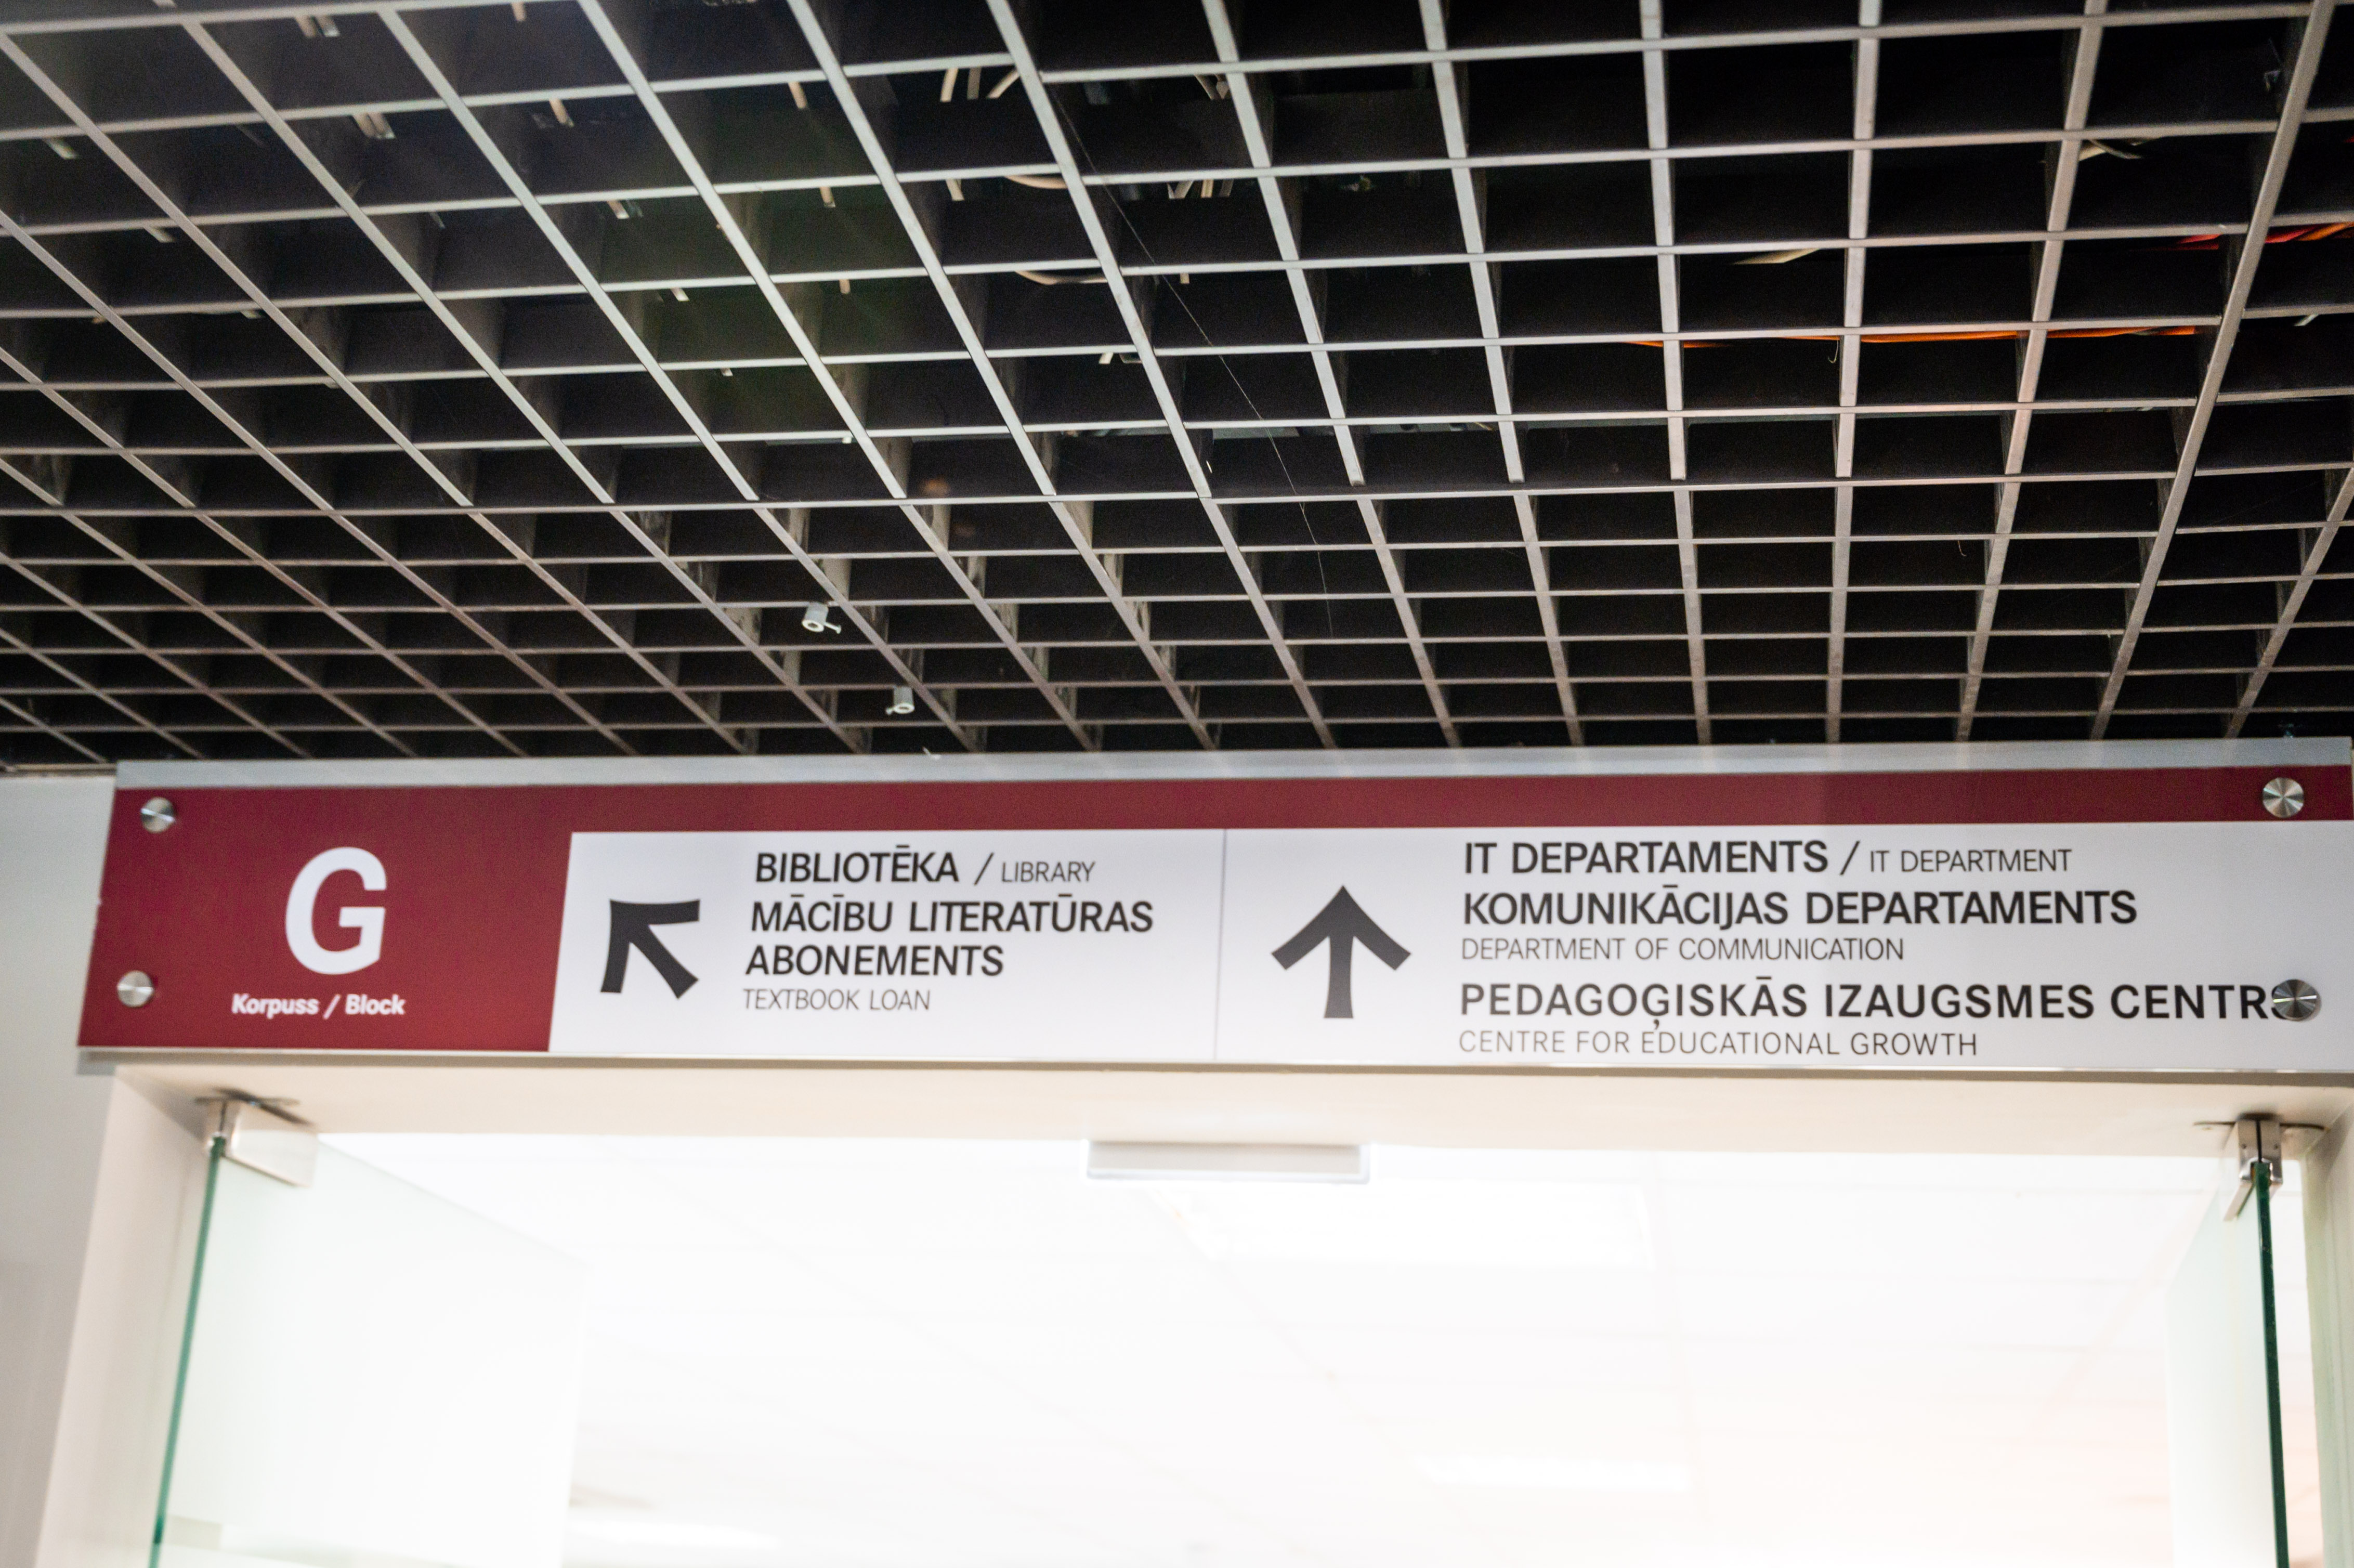 G
Korpuss / Block
BIBLIOTĒKA / LIBRARY
MĀCĪBU LITERATŪRAS
ABONEMENTS
TEXTBOOK LOAN
IT DEPARTAMENTS / IT DEPARTMENT
KOMUNIKĀCIJAS DEPARTAMENTS
DEPARTMENT OF COMMUNICATION
PEDAGOĢISKĀS IZAUGSMES CENTRS
CENTRE FOR EDUCATIONAL GROWTH